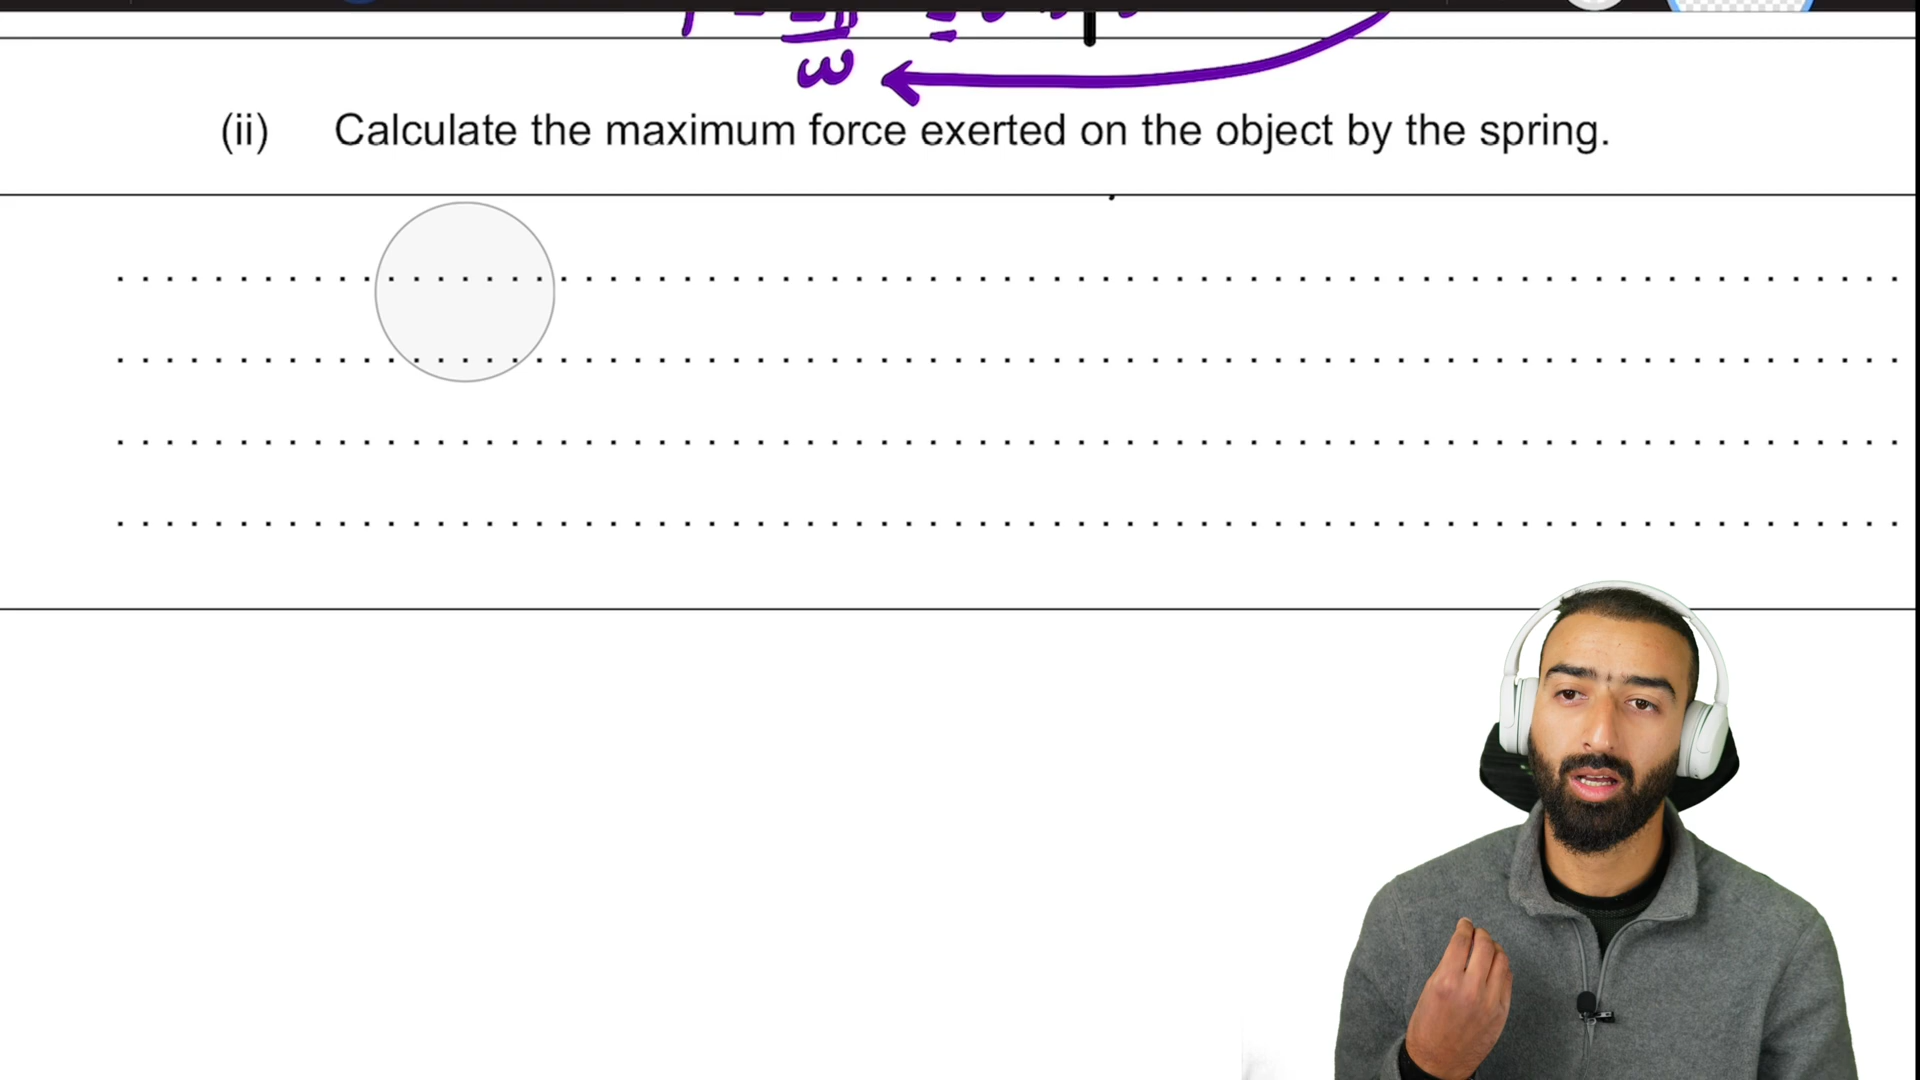 ω
(ii) Calculate the maximum force exerted on the object by the spring.